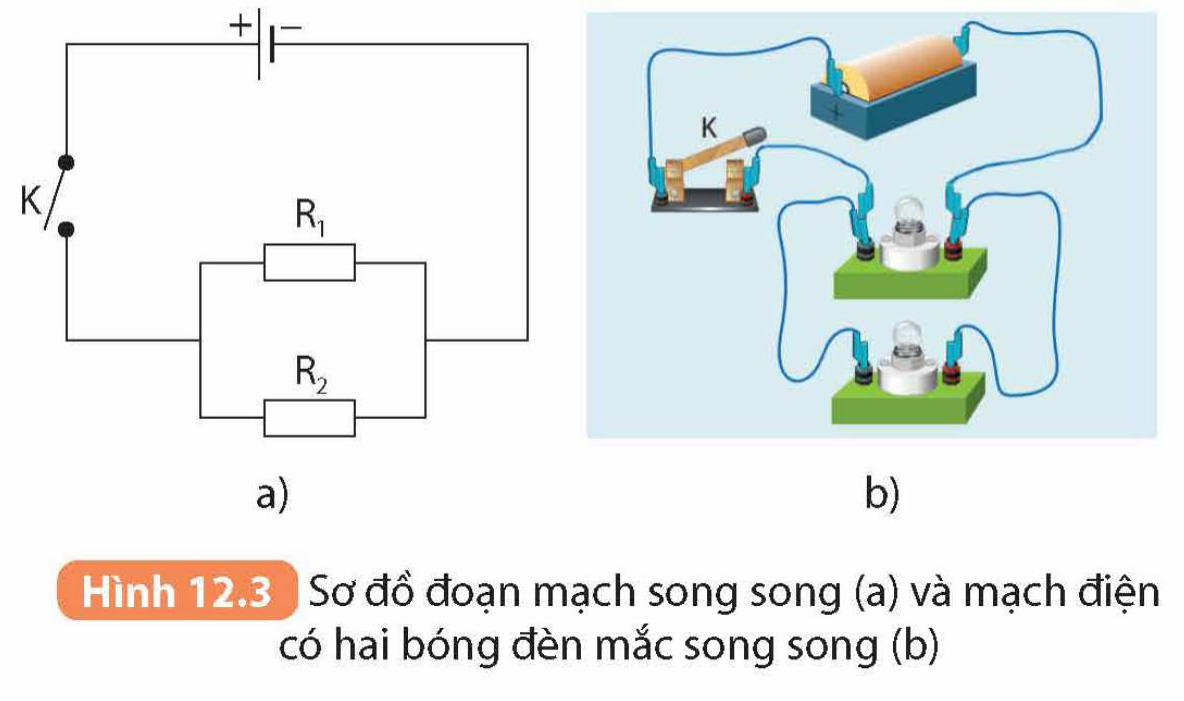 + −
K
R₁
R₂
a)
K
+
b)
Hình 12.3 Sơ đồ đoạn mạch song song (a) và mạch điện
có hai bóng đèn mắc song song (b)